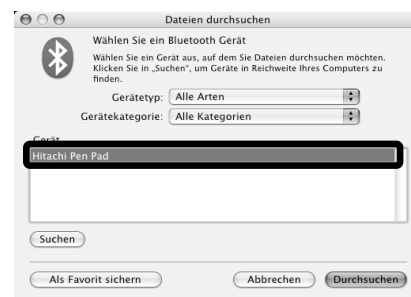 Dateien durchsuchen
Wählen Sie ein Bluetooth Gerät
Wählen Sie ein Gerät aus, auf dem Sie Dateien durchsuchen möchten.
Klicken Sie in „Suchen“, um Geräte in Reichweite Ihres Computers zu
finden.
Gerätetyp: Alle Arten
Gerätekategorie: Alle Kategorien
Gerät
Hitachi Pen Pad
Suchen
Als Favorit sichern Abbrechen Durchsuchen